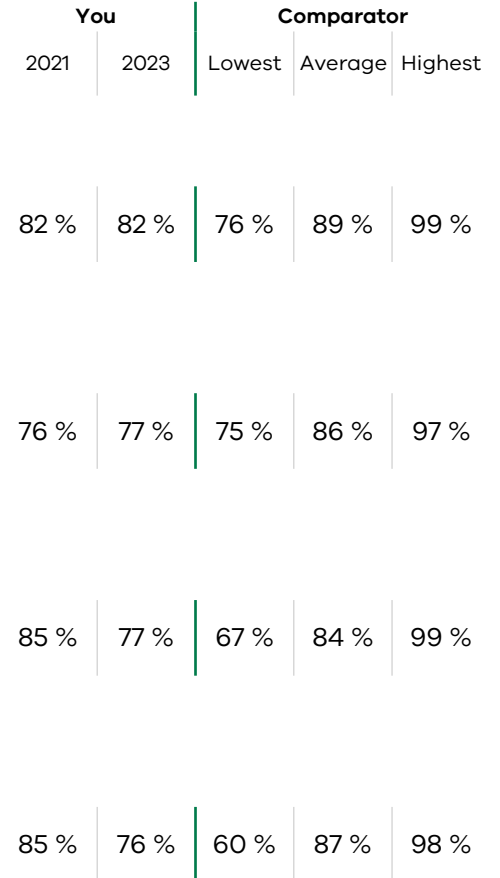 You Comparator
2021 2023 Lowest Average Highest
82 % 82 % 76 % 89 % 99 %
76 % 77 % 75 % 86 % 97 %
85 % 77 % 67 % 84 % 99 %
85 % 76 % 60 % 87 % 98 %